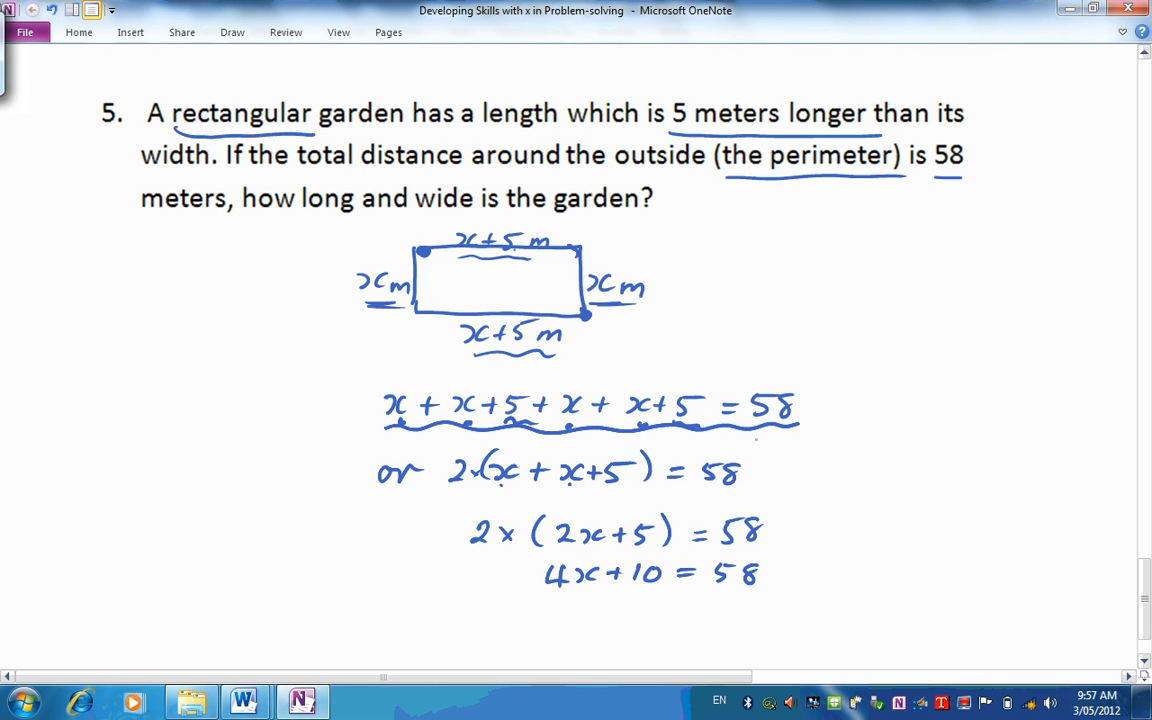 Developing Skills with x in Problem-solving - Microsoft OneNote
File Home Insert Share Draw Review View Pages
5. A rectangular garden has a length which is 5 meters longer than its
width. If the total distance around the outside (the perimeter) is 58
meters, how long and wide is the garden?
x+5 m
x m x m
x+5 m
x + x+5 + x + x+5 = 58
or 2×(x + x+5) = 58
2 × (2x+5) = 58
4x+10 = 58
EN 9:57 AM
3/05/2012